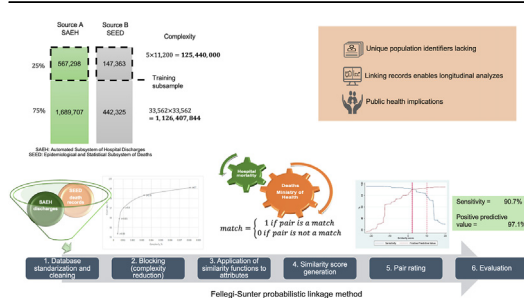 Source A
SAEH
Source B
SEED
Complexity
25%
567,298
147,363
5×11,200 = 125,440,000
Training
subsample
75%
1,689,707
442,325
33,562×33,562
= 1,126,407,844
SAEH: Automated Subsystem of Hospital Discharges
SEED: Epidemiological and Statistical Subsystem of Deaths
Unique population identifiers lacking
Linking records enables longitudinal analyzes
Public health implications
SAEH
discharges
SEED
death
records
Hospital
mortality
Deaths
Ministry of
Health
match = { 1 if pair is a match
0 if pair is not a match
Sensitivity = 90.7%
Positive predictive
value = 97.1%
1. Database
standarization and
cleaning
2. Blocking
(complexity
reduction)
3. Application of
similarity functions to
attributes
4. Similarity score
generation
5. Pair rating
6. Evaluation
Fellegi-Sunter probabilistic linkage method